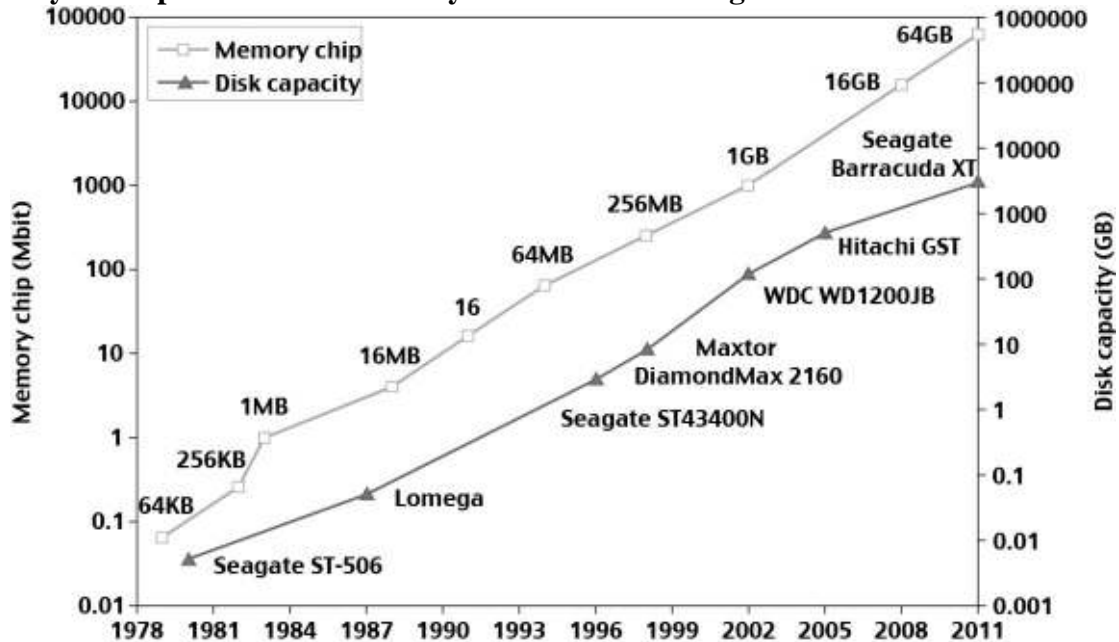 100000
10000
1000
100
10
1
0.1
0.01
Memory chip (Mbit)
Memory chip
Disk capacity
64KB
256KB
1MB
16MB
16
64MB
256MB
1GB
16GB
64GB
Seagate ST-506
Lomega
Seagate ST43400N
Maxtor
DiamondMax 2160
WDC WD1200JB
Hitachi GST
Seagate
Barracuda XT
1000000
100000
10000
1000
100
10
1
0.1
0.01
0.001
Disk capacity (GB)
1978 1981 1984 1987 1990 1993 1996 1999 2002 2005 2008 2011